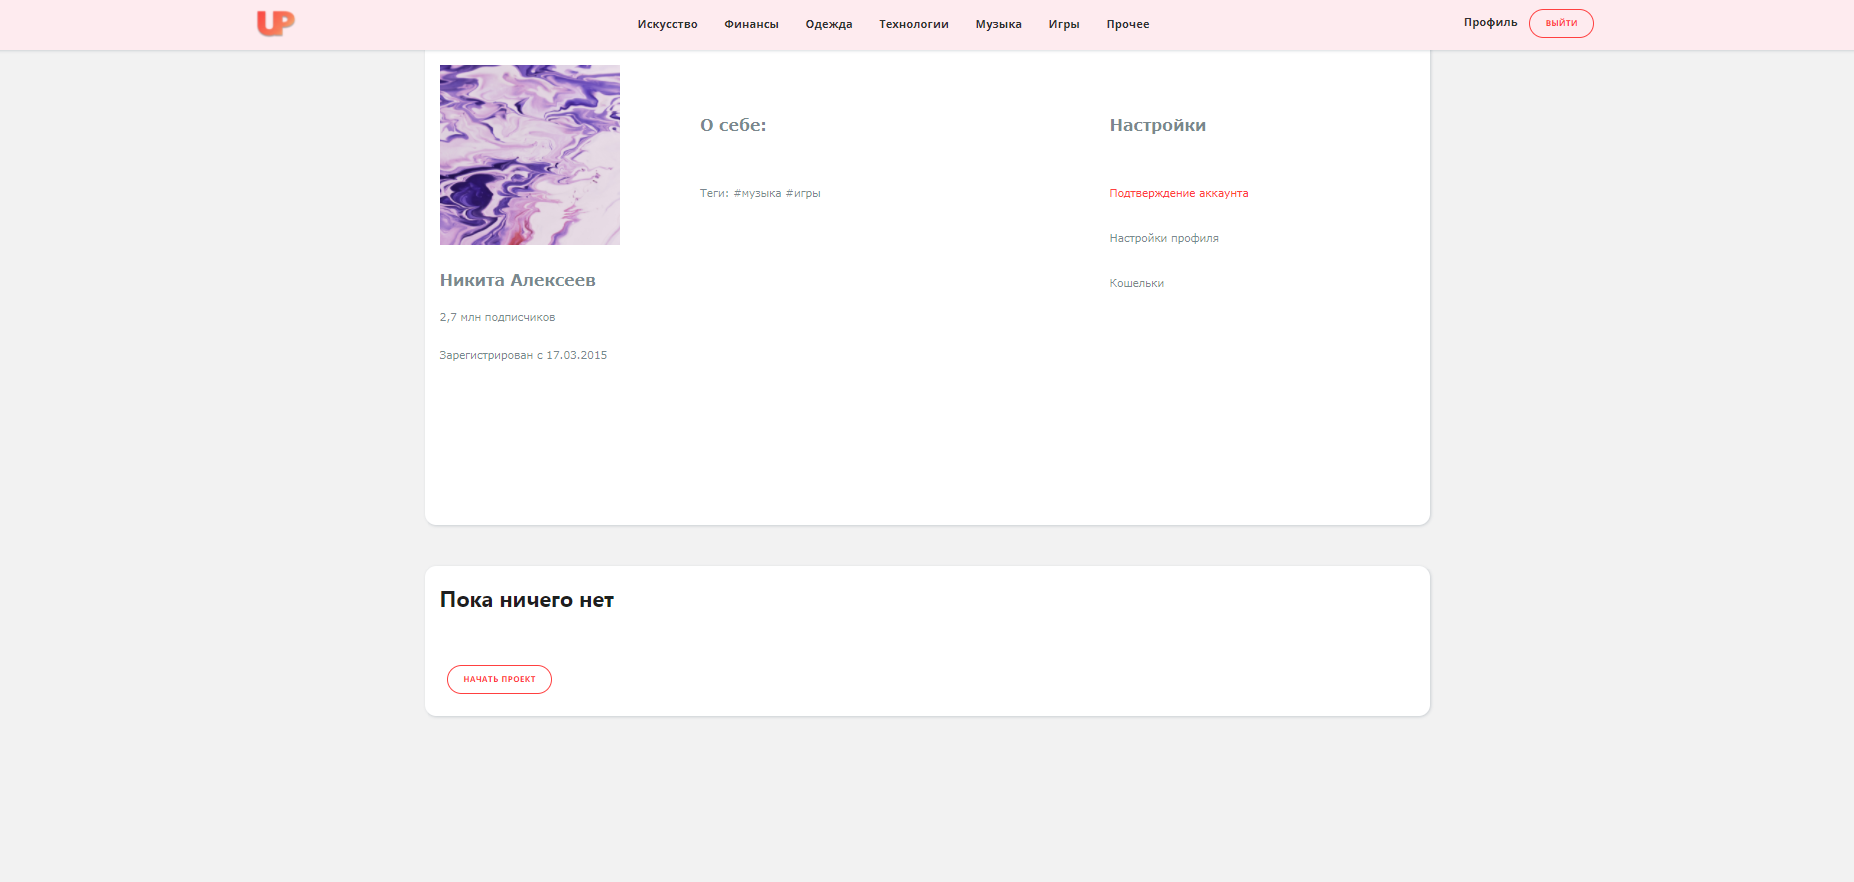 UP
Искусство Финансы Одежда Технологии Музыка Игры Прочее
Профиль ВЫЙТИ
О себе:
Теги: #музыка #игры
Настройки
Подтверждение аккаунта
Настройки профиля
Кошельки
Никита Алексеев
2,7 млн подписчиков
Зарегистрирован с 17.03.2015
Пока ничего нет
НАЧАТЬ ПРОЕКТ